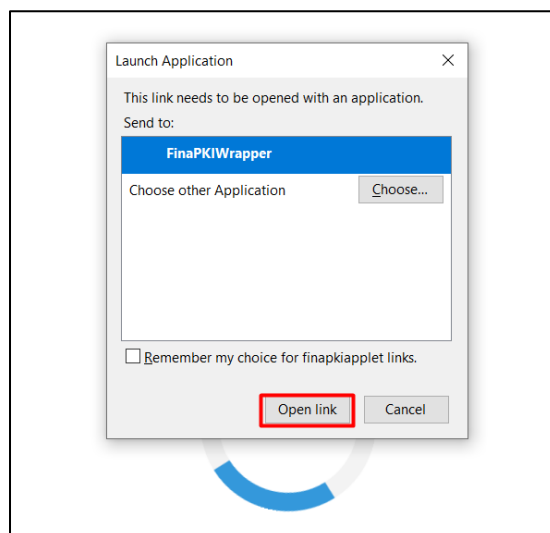 Launch Application
This link needs to be opened with an application.
Send to:
FinaPKIWrapper
Choose other Application
Choose...
Remember my choice for finapkiapplet links.
Open link
Cancel